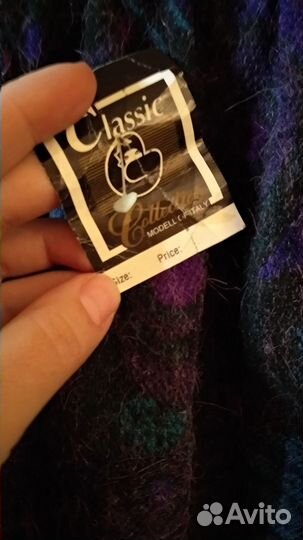 Classic
Collection
MODELL OF ITALY
Size: Price:
Avito